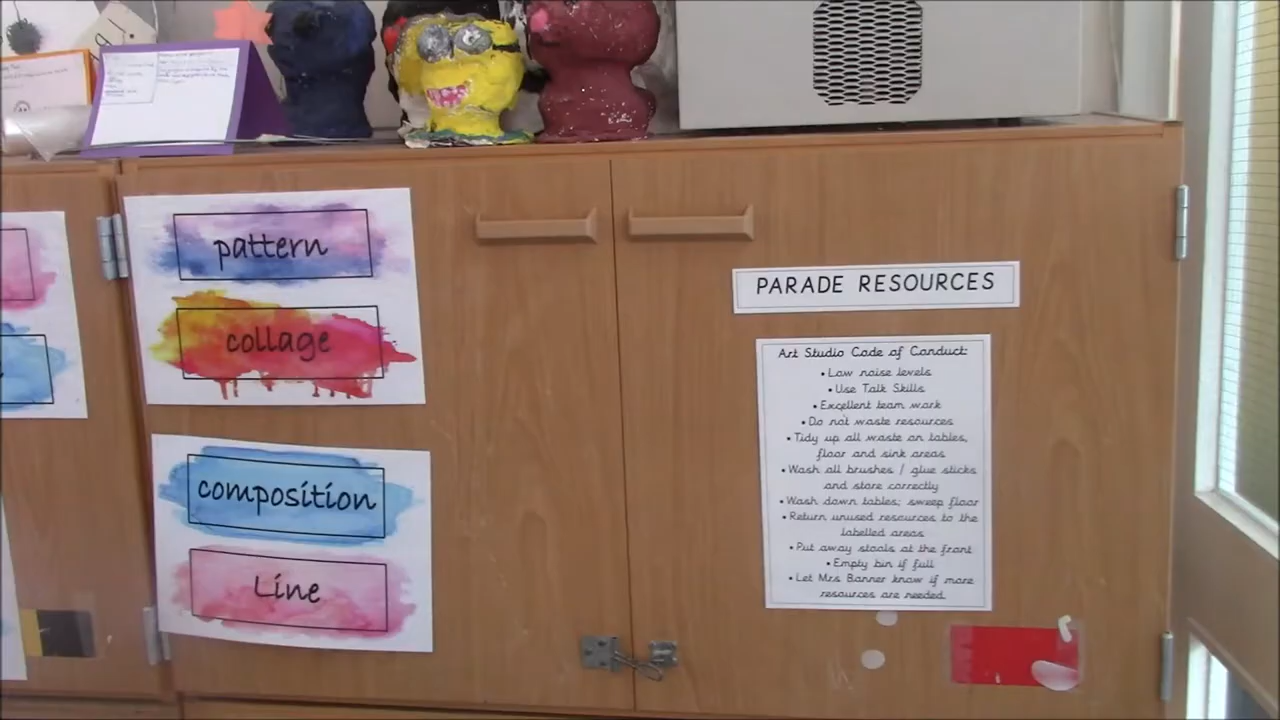 pattern
collage
composition
Line
PARADE RESOURCES
Art Studio Code of Conduct:
• Low noise levels
• Use Talk Skills
• Excellent team work
• Do not waste resources
• Tidy up all waste on tables,
floor and sink areas
• Wash all brushes / glue sticks
and store correctly
• Wash down tables; sweep floor
• Return unused resources to the
labelled areas
• Put away stools at the front
• Empty bin if full
• Let Mrs Banner know if more
resources are needed.